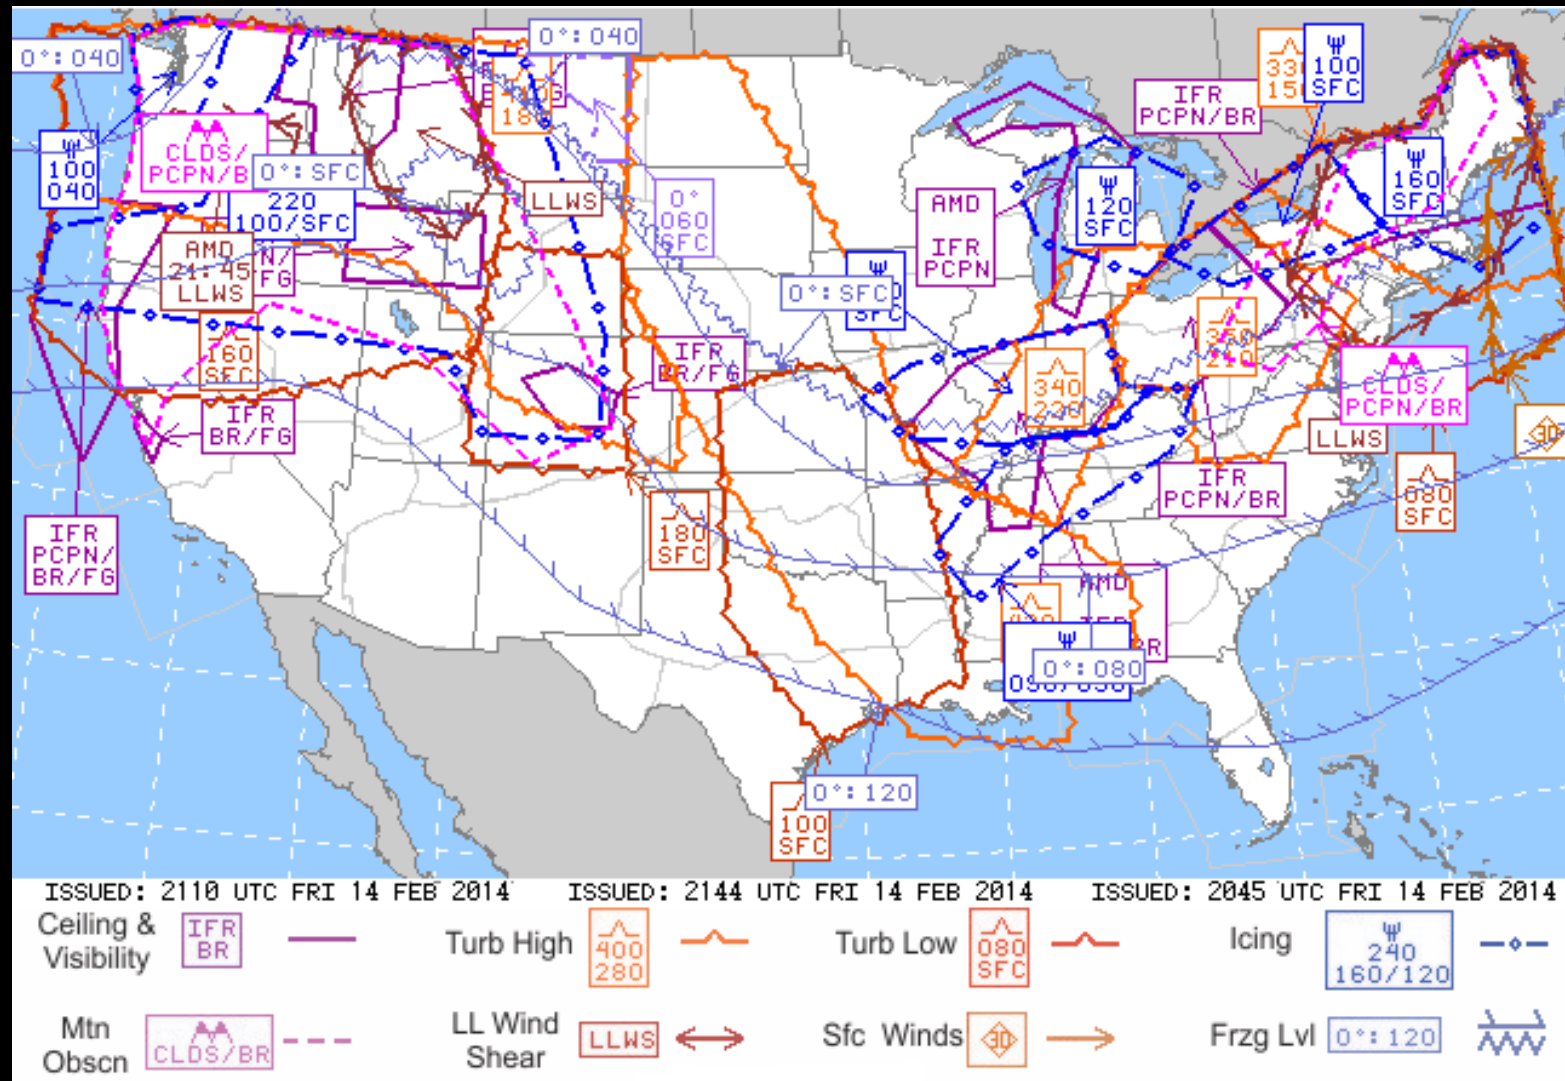 0°: 040
0°: 040
330
100
SFC
IFR
PCPN/BR
CLDS/
PCPN/B
0°: SFC
100
040
220
100/SFC
LLWS
0°
060
SFC
AMD
IFR
PCPN
120
SFC
160
SFC
AMD
21:45
LLWS
0°: SFC
160
SFC
IFR
BR/FG
IFR
BR/FG
340
CLDS/
PCPN/BR
LLWS
30
IFR
PCPN/BR
080
SFC
180
SFC
IFR
PCPN/
BR/FG
AMD
0°: 080
0°: 120
100
SFC
ISSUED: 2110 UTC FRI 14 FEB 2014 ISSUED: 2144 UTC FRI 14 FEB 2014 ISSUED: 2045 UTC FRI 14 FEB 2014
Ceiling &
Visibility
IFR
BR
Turb High
400
280
Turb Low
080
SFC
Icing
240
160/120
Mtn
Obscn
CLDS/BR
LL Wind
Shear
LLWS
Sfc Winds
30
Frzg Lvl
0°: 120